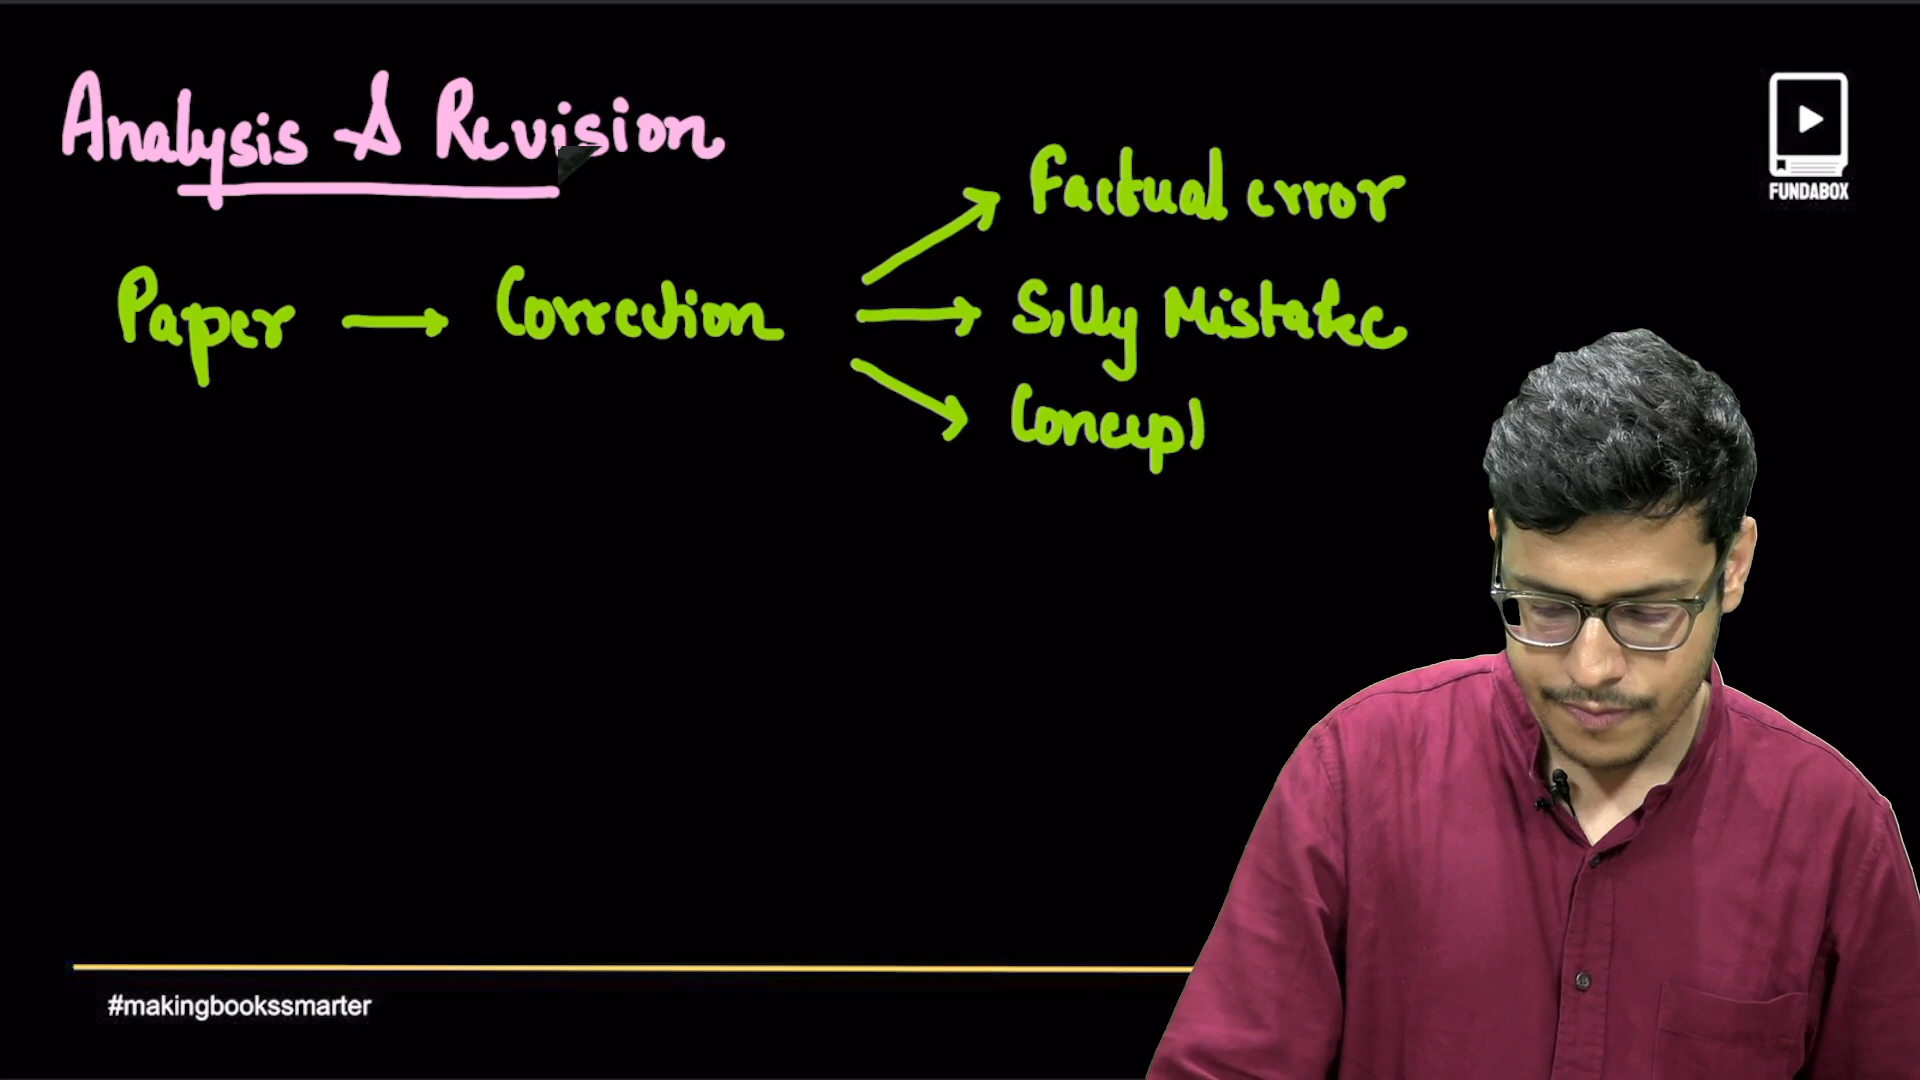 Analysis & Revision
FUNDABOX
Factual error
Paper → Correction → Silly Mistake
Concept
#makingbookssmarter